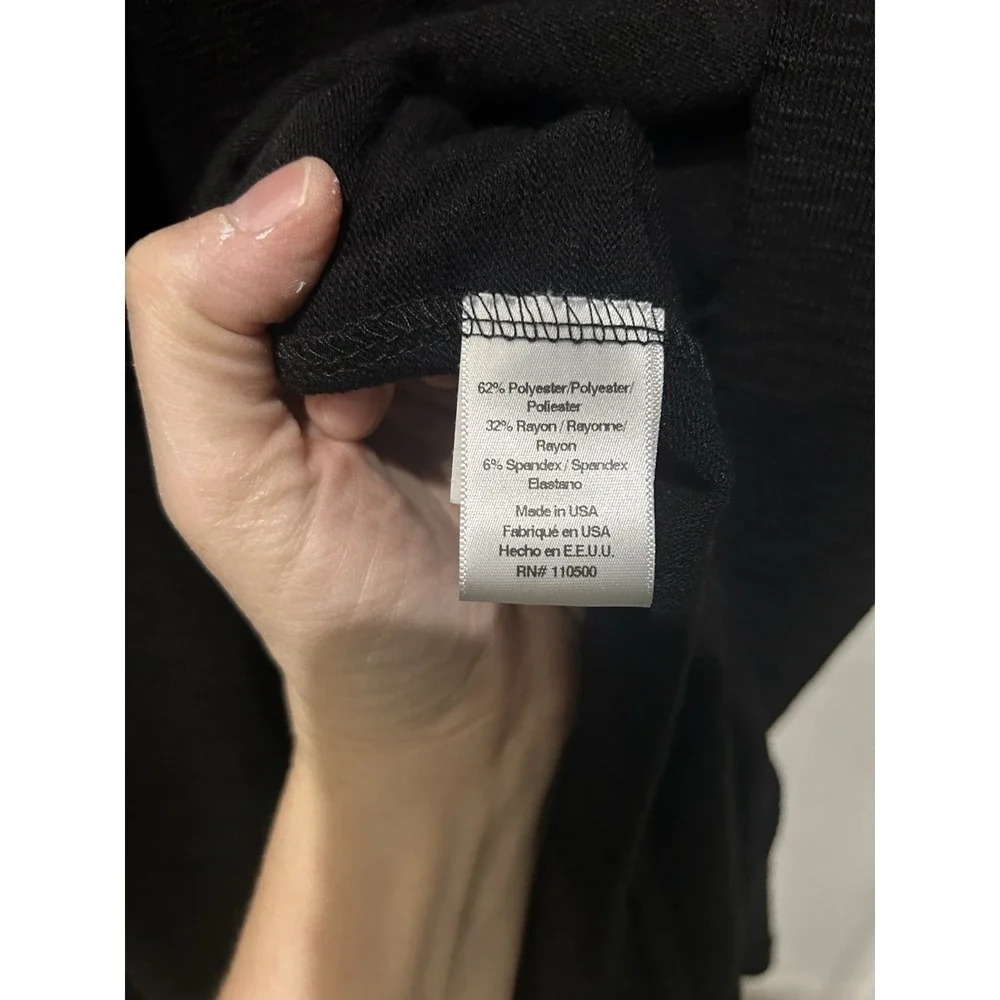 62% Polyester/Polyester/
Poliester
32% Rayon / Rayonne/
Rayon
6% Spandex / Spandex
Elastano
Made in USA
Fabriqué en USA
Hecho en E.E.U.U.
RN# 110500